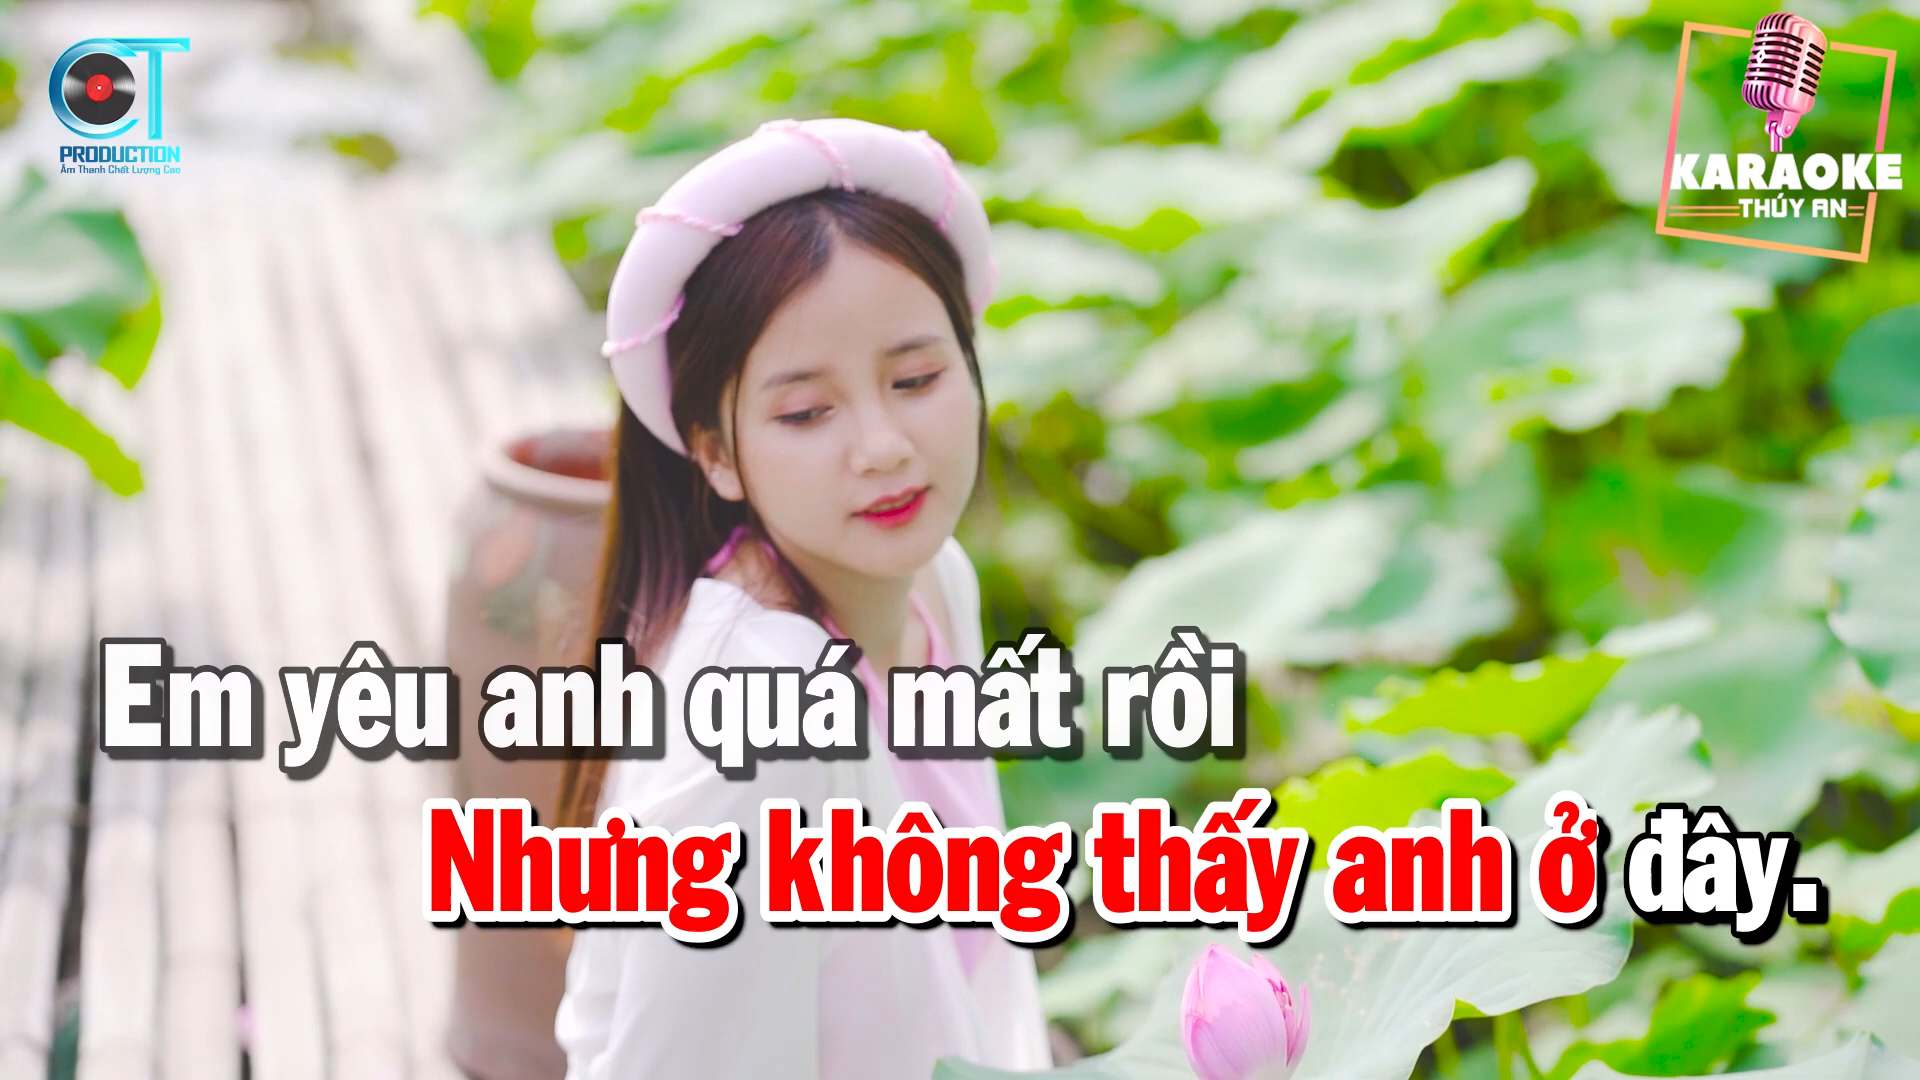 CT
PRODUCTION
Âm Thanh Chất Lượng Cao
KARAOKE
THÚY AN
Em yêu anh quá mất rồi
Nhưng không thấy anh ở đây.